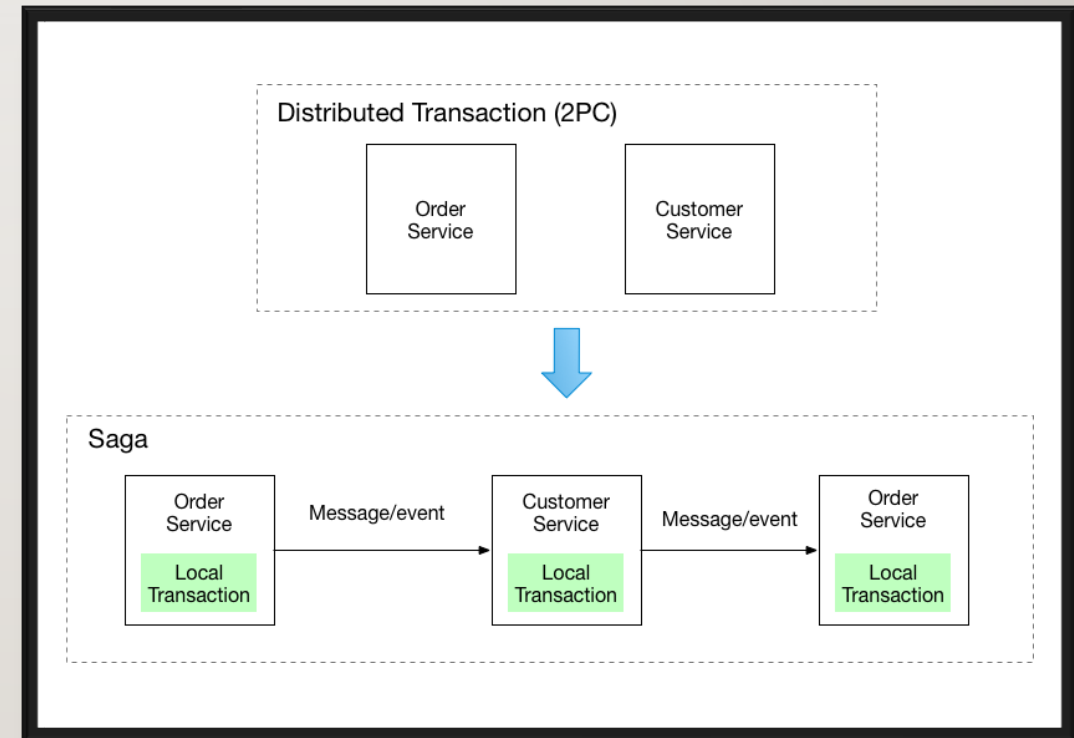 Distributed Transaction (2PC)
Order
Service
Customer
Service
Saga
Order
Service
Local
Transaction
Message/event
Customer
Service
Local
Transaction
Message/event
Order
Service
Local
Transaction